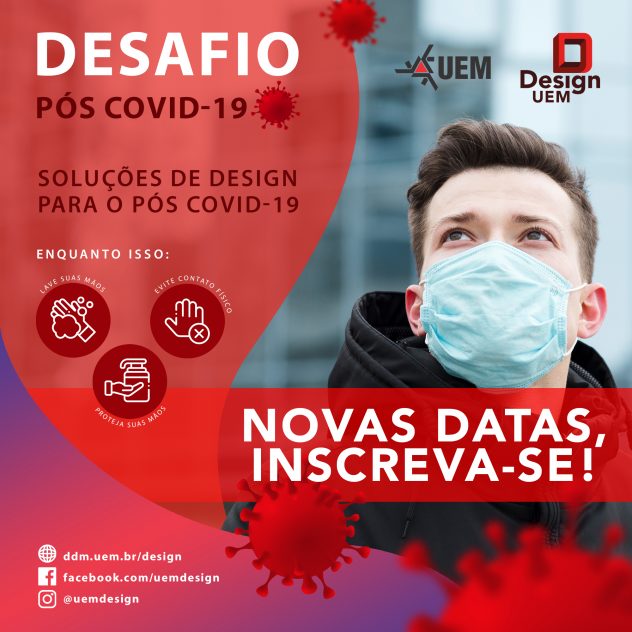 DESAFIO
PÓS COVID-19
UEM
Design
UEM
SOLUÇÕES DE DESIGN
PARA O PÓS COVID-19
ENQUANTO ISSO:
LAVE SUAS MÃOS
EVITE CONTATO FÍSICO
PROTEJA SUAS MÃOS
NOVAS DATAS,
INSCREVA-SE!
ddm.uem.br/design
facebook.com/uemdesign
@uemdesign